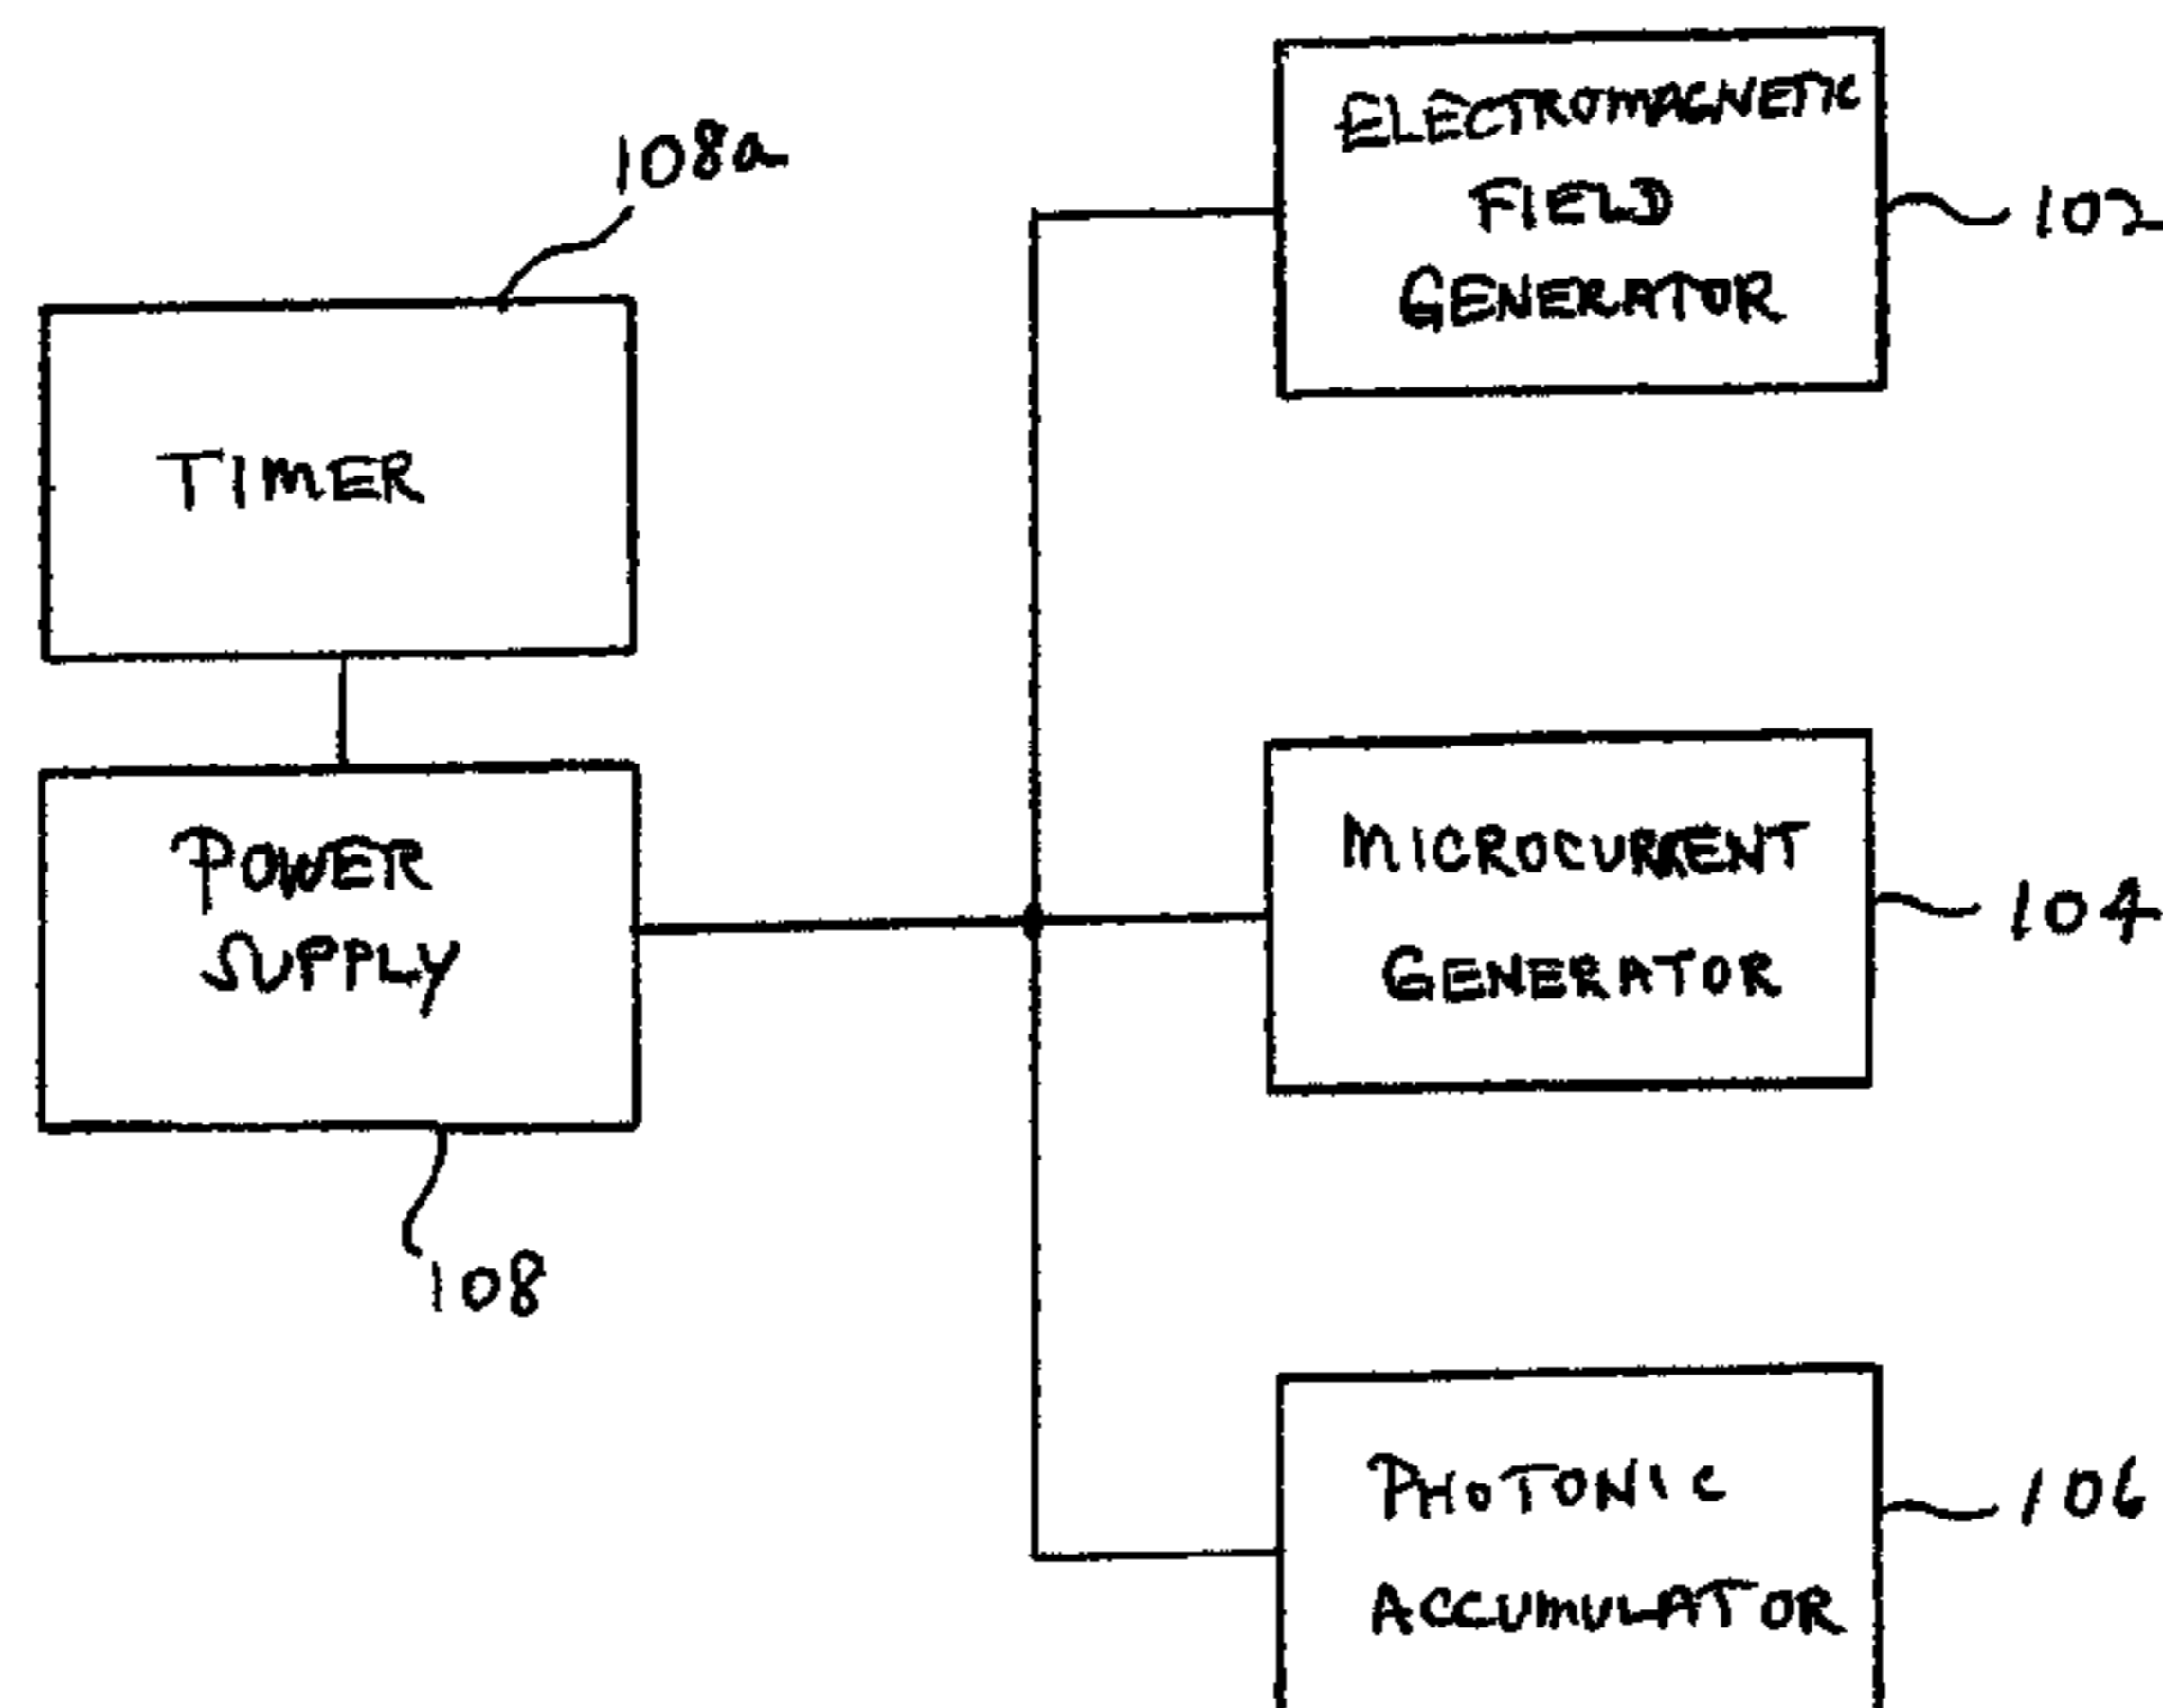 108a
TIMER
POWER
SUPPLY
108
ELECTROMAGNETIC
FIELD
GENERATOR
102
MICROCURRENT
GENERATOR
104
PHOTONIC
ACCUMULATOR
106